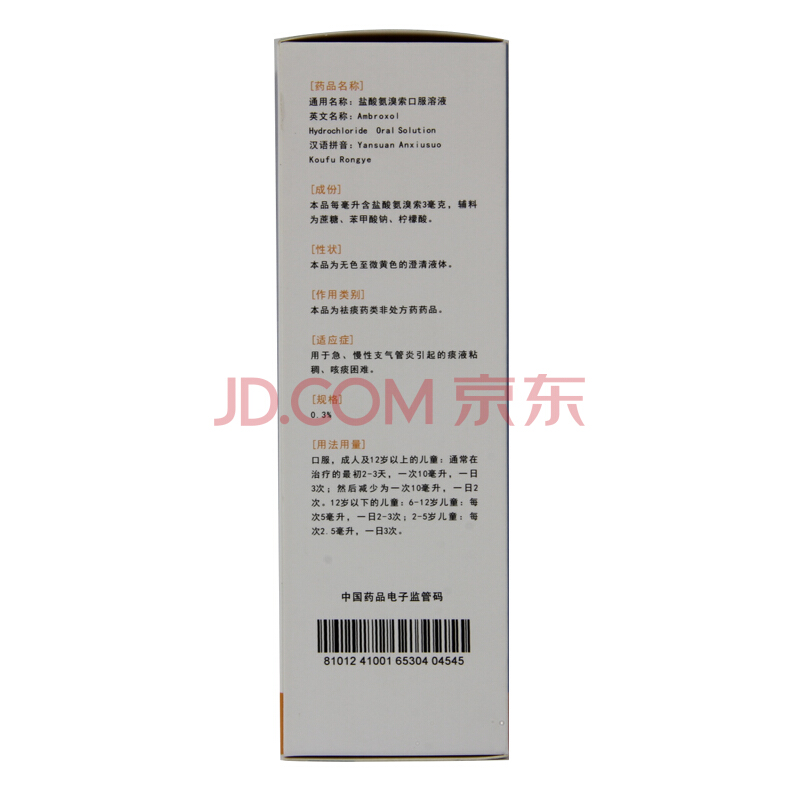 [药品名称]
通用名称：盐酸氨溴索口服溶液
英文名称：Ambroxol
Hydrochloride Oral Solution
汉语拼音：Yansuan Anxiusuo
Koufu Rongye
[成份]
本品每毫升含盐酸氨溴索3毫克，辅料
为蔗糖、苯甲酸钠、柠檬酸。
[性状]
本品为无色至微黄色的澄清液体。
[作用类别]
本品为祛痰药类非处方药药品。
[适应症]
用于急、慢性支气管炎引起的痰液粘
稠、咳痰困难。
JD.COM 京东
[规格]
0.3%
[用法用量]
口服，成人及12岁以上的儿童：通常在
治疗的最初2-3天，一次10毫升，一日
3次；然后减少为一次10毫升，一日2
次。12岁以下的儿童：6-12岁儿童：每
次5毫升，一日2-3次；2-5岁儿童：每
次2.5毫升，一日3次。
中国药品电子监管码
81012 41001 65304 04545